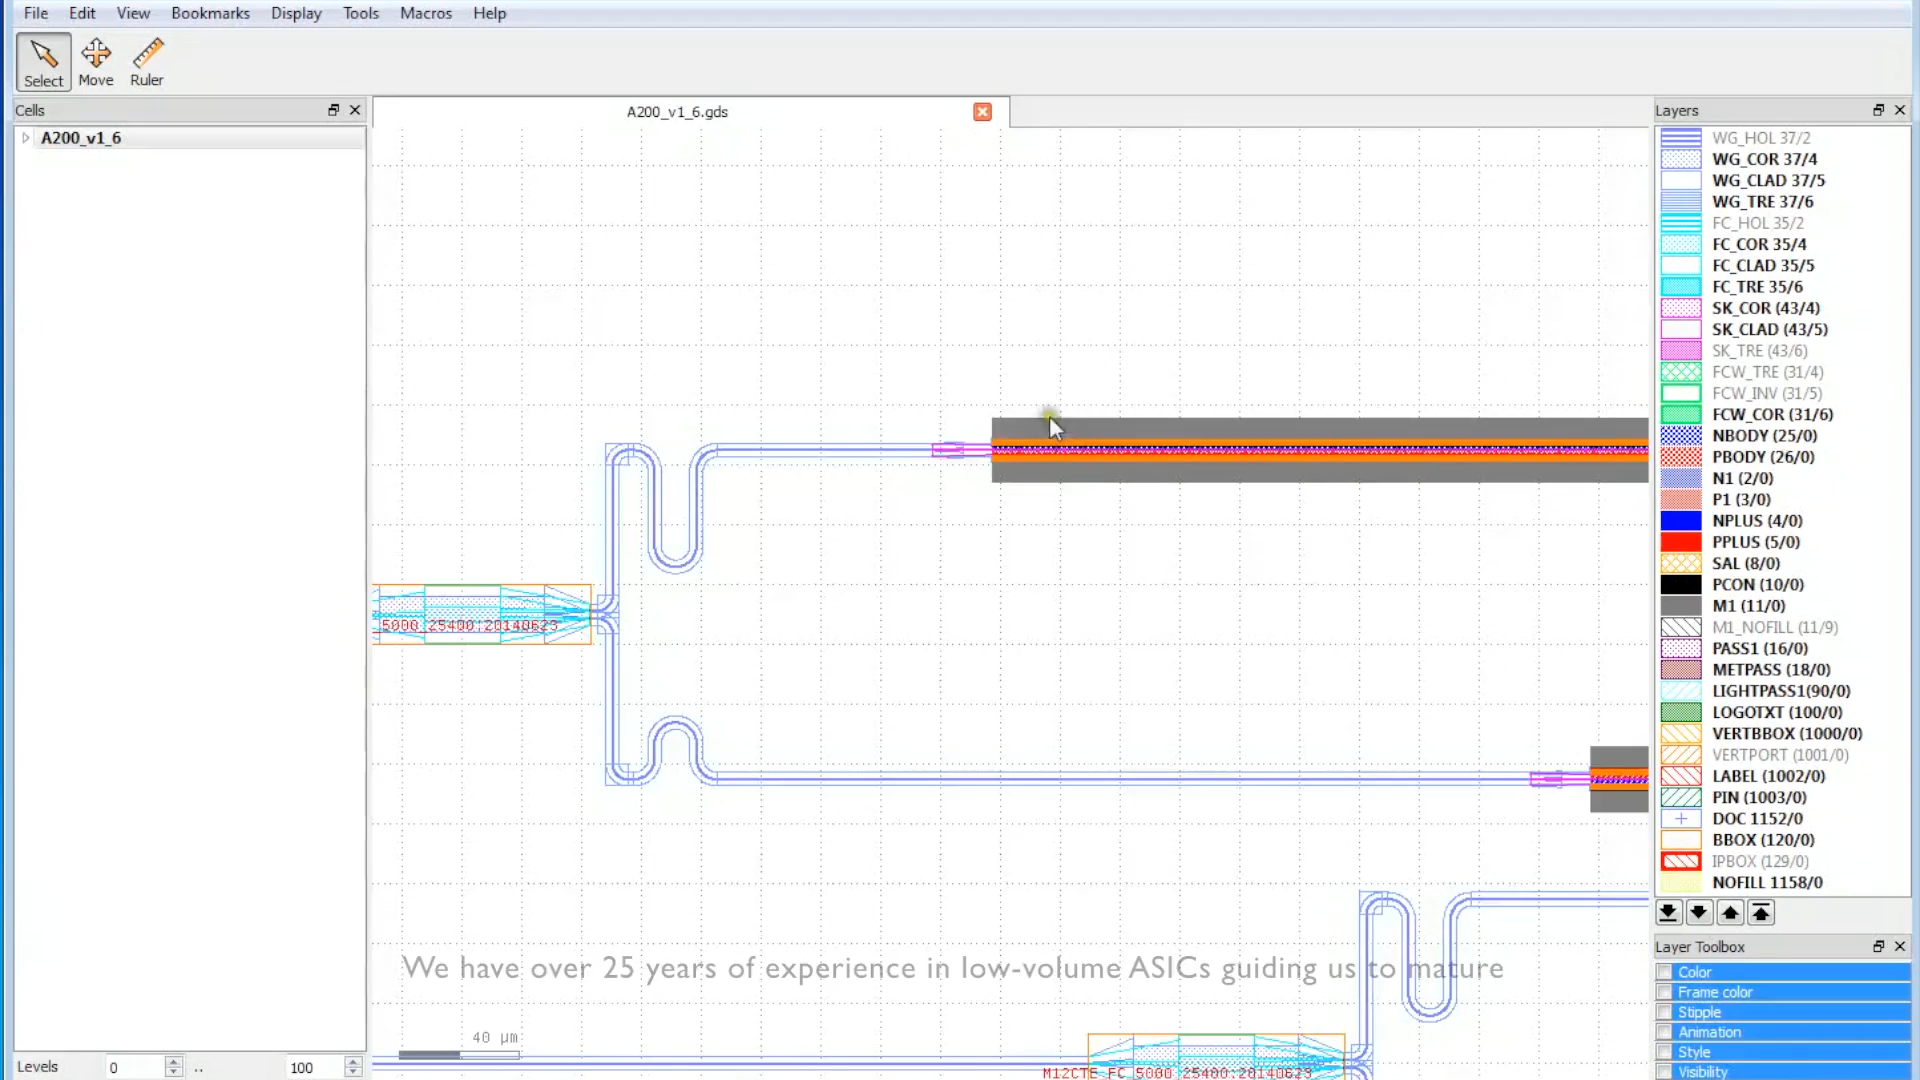 File Edit View Bookmarks Display Tools Macros Help
Select Move Ruler
Cells
A200_v1_6
A200_v1_6.gds
5000_25400:20140623
We have over 25 years of experience in low-volume ASICs guiding us to mature
40 µm
M12CTE_FC_5000_25400:20140623
Levels 0 .. 100
Layers
WG_HOL 37/2
WG_COR 37/4
WG_CLAD 37/5
WG_TRE 37/6
FC_HOL 35/2
FC_COR 35/4
FC_CLAD 35/5
FC_TRE 35/6
SK_COR (43/4)
SK_CLAD (43/5)
SK_TRE (43/6)
FCW_TRE (31/4)
FCW_INV (31/5)
FCW_COR (31/6)
NBODY (25/0)
PBODY (26/0)
N1 (2/0)
P1 (3/0)
NPLUS (4/0)
PPLUS (5/0)
SAL (8/0)
PCON (10/0)
M1 (11/0)
M1_NOFILL (11/9)
PASS1 (16/0)
METPASS (18/0)
LIGHTPASS1(90/0)
LOGOTXT (100/0)
VERTBBOX (1000/0)
VERTPORT (1001/0)
LABEL (1002/0)
PIN (1003/0)
DOC 1152/0
BBOX (120/0)
IPBOX (129/0)
NOFILL 1158/0
Layer Toolbox
Color
Frame color
Stipple
Animation
Style
Visibility